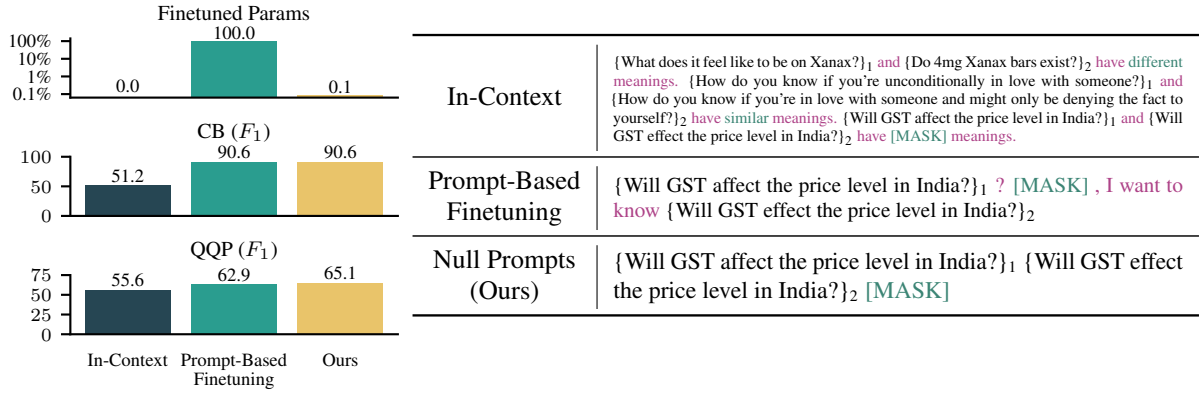 Finetuned Params
100%
10%
1%
0.1%
0.0
100.0
0.1
CB (F1)
100
50
0
51.2
90.6
90.6
QQP (F1)
75
50
25
0
55.6
62.9
65.1
In-Context
Prompt-Based
Finetuning
Ours
In-Context
{What does it feel like to be on Xanax?}1 and {Do 4mg Xanax bars exist?}2 have different
meanings. {How do you know if you're unconditionally in love with someone?}1 and
{How do you know if you're in love with someone and might only be denying the fact to
yourself?}2 have similar meanings. {Will GST affect the price level in India?}1 and {Will
GST effect the price level in India?}2 have [MASK] meanings.
Prompt-Based
Finetuning
{Will GST affect the price level in India?}1 ? [MASK] , I want to
know {Will GST effect the price level in India?}2
Null Prompts
(Ours)
{Will GST affect the price level in India?}1 {Will GST effect
the price level in India?}2 [MASK]